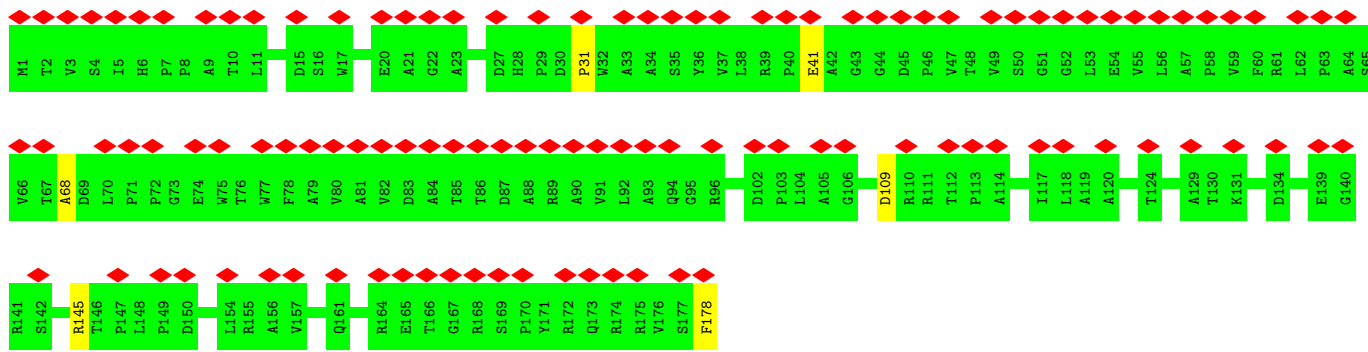 M1 T2 V3 S4 I5 H6 P7 P8 A9 T10 L11 D15 S16 W17 E20 A21 G22 A23 D27 H28 P29 D30 P31 W32 A33 A34 S35 Y36 V37 L38 R39 P40 E41 A42 G43 G44 D45 P46 V47 T48 V49 S50 G51 G52 L53 E54 V55 L56 A57 P58 V59 F60 R61 L62 P63 A64 S65
V66 T67 A68 D69 L70 P71 P72 G73 E74 W75 T76 W77 F78 A79 V80 A81 V82 D83 A84 T85 T86 D87 A88 R89 A90 V91 L92 A93 Q94 G95 R96 D102 P103 L104 A105 G106 D109 R110 R111 T112 P113 A114 I117 L118 A119 A120 T124 A129 T130 K131 D134 E139 G140
R141 S142 R145 T146 P147 L148 P149 D150 L154 R155 A156 V157 Q161 R164 E165 T166 G167 R168 S169 P170 Y171 R172 Q173 R174 R175 V176 S177 F178